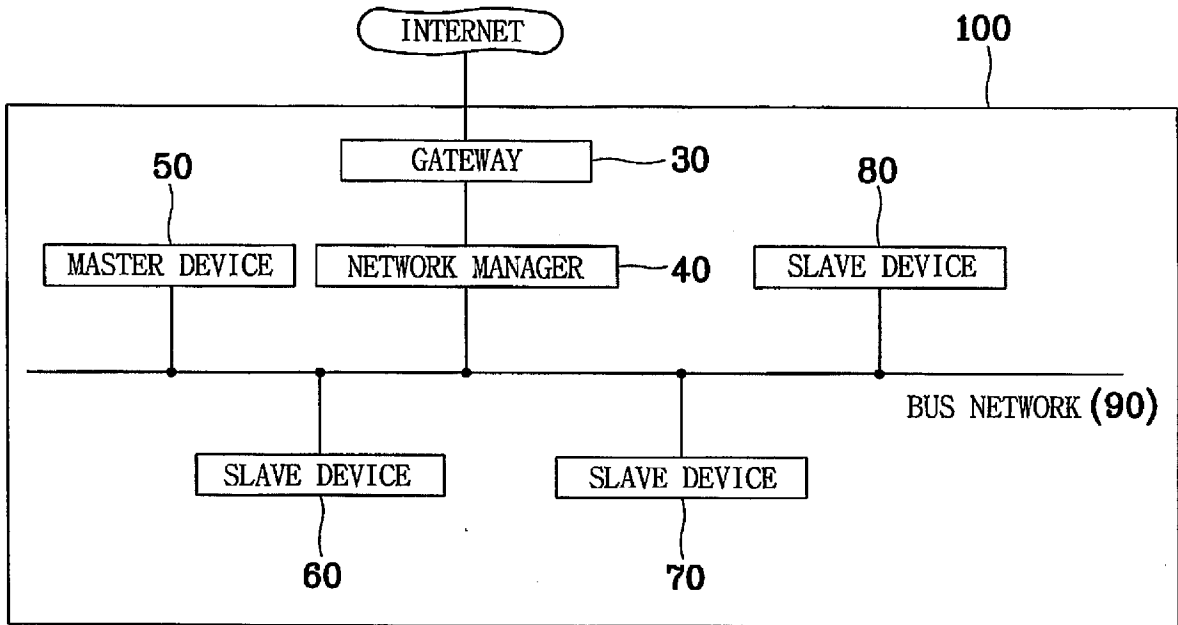 INTERNET
100
GATEWAY
30
50
80
MASTER DEVICE
NETWORK MANAGER
40
SLAVE DEVICE
BUS NETWORK (90)
SLAVE DEVICE
SLAVE DEVICE
60
70